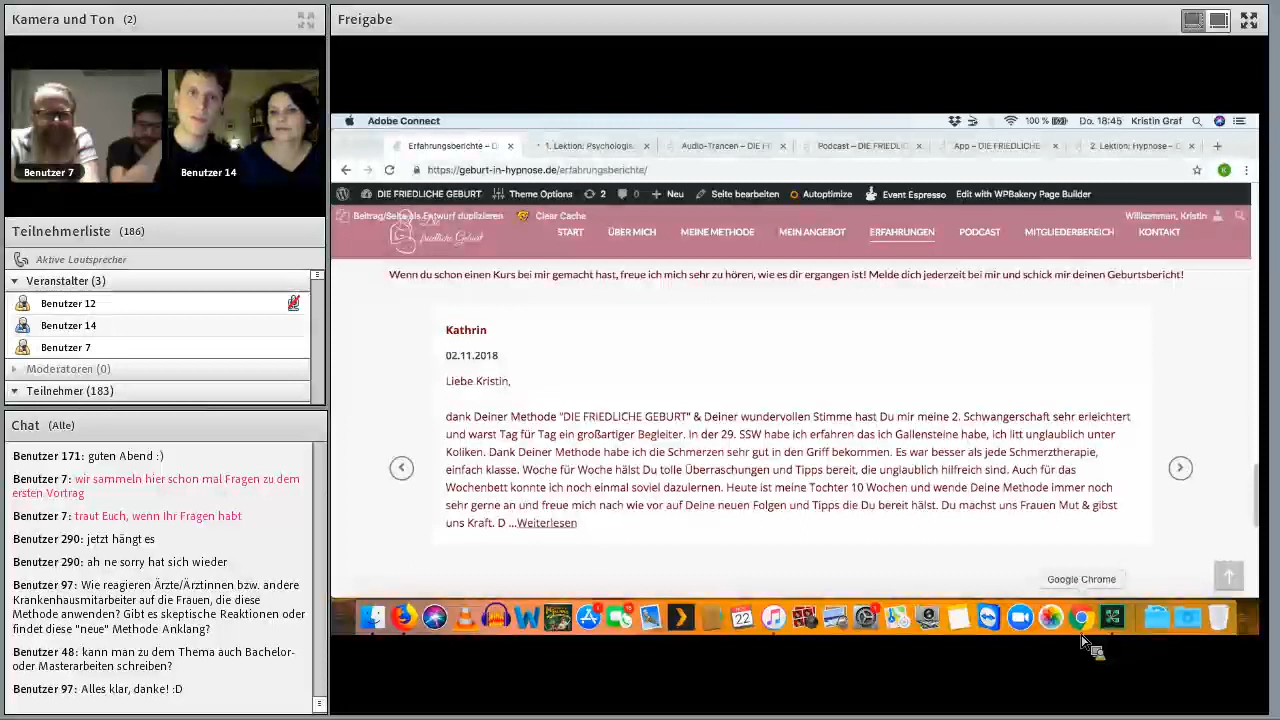 Kamera und Ton (2)
Benutzer 7
Benutzer 14
Teilnehmerliste (186)
Aktive Lautsprecher
Veranstalter (3)
Benutzer 12
Benutzer 14
Benutzer 7
Moderatoren (0)
Teilnehmer (183)
Chat (Alle)
Benutzer 171: guten Abend :)
Benutzer 7: wir sammeln hier schon mal Fragen zu dem
ersten Vortrag
Benutzer 7: traut Euch, wenn Ihr Fragen habt
Benutzer 290: jetzt hängt es
Benutzer 290: ah ne sorry hat sich wieder
Benutzer 97: Wie reagieren Ärzte/Ärztinnen bzw. andere
Krankenhausmitarbeiter auf die Frauen, die diese
Methode anwenden? Gibt es skeptische Reaktionen oder
findet diese "neue" Methode Anklang?
Benutzer 48: kann man zu dem Thema auch Bachelor-
oder Masterarbeiten schreiben?
Benutzer 97: Alles klar, danke! :D
Freigabe
Adobe Connect
100 %
Do. 18:45
Kristin Graf
Erfahrungsberichte – D
1. Lektion: Psychologis
Audio-Trancen – DIE FI
Podcast – DIE FRIEDLIC
App – DIE FRIEDLICHE
2. Lektion: Hypnose – D
https://geburt-in-hypnose.de/erfahrungsberichte/
DIE FRIEDLICHE GEBURT
Theme Options
2
0
Neu
Seite bearbeiten
Autoptimize
Event Espresso
Edit with WPBakery Page Builder
Beitrag/Seite als Entwurf duplizieren
Clear Cache
Willkommen, Kristin
Die
friedliche Geburt
START
ÜBER MICH
MEINE METHODE
MEIN ANGEBOT
ERFAHRUNGEN
PODCAST
MITGLIEDERBEREICH
KONTAKT
Wenn du schon einen Kurs bei mir gemacht hast, freue ich mich sehr zu hören, wie es dir ergangen ist! Melde dich jederzeit bei mir und schick mir deinen Geburtsbericht!
Kathrin
02.11.2018
Liebe Kristin,
dank Deiner Methode "DIE FRIEDLICHE GEBURT" & Deiner wundervollen Stimme hast Du mir meine 2. Schwangerschaft sehr erleichtert
und warst Tag für Tag ein großartiger Begleiter. In der 29. SSW habe ich erfahren das ich Gallensteine habe, ich litt unglaublich unter
Koliken. Dank Deiner Methode habe ich die Schmerzen sehr gut in den Griff bekommen. Es war besser als jede Schmerztherapie,
einfach klasse. Woche für Woche hälst Du tolle Überraschungen und Tipps bereit, die unglaublich hilfreich sind. Auch für das
Wochenbett konnte ich noch einmal soviel dazulernen. Heute ist meine Tochter 10 Wochen und wende Deine Methode immer noch
sehr gerne an und freue mich nach wie vor auf Deine neuen Folgen und Tipps die Du bereit hälst. Du machst uns Frauen Mut & gibst
uns Kraft. D ...Weiterlesen
Google Chrome
22